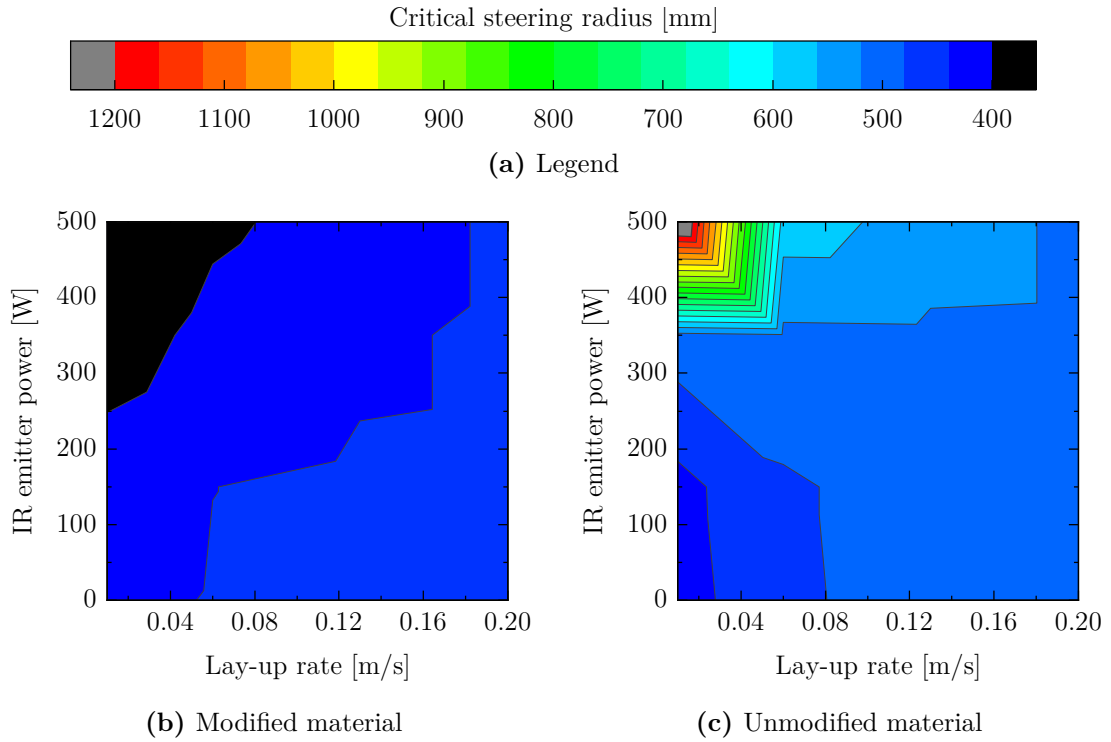 Critical steering radius [mm]
1200 1100 1000 900 800 700 600 500 400
(a) Legend
500
400
300
200
100
0
IR emitter power [W]
0.04 0.08 0.12 0.16 0.20
Lay-up rate [m/s]
(b) Modified material
500
400
300
200
100
0
IR emitter power [W]
0.04 0.08 0.12 0.16 0.20
Lay-up rate [m/s]
(c) Unmodified material